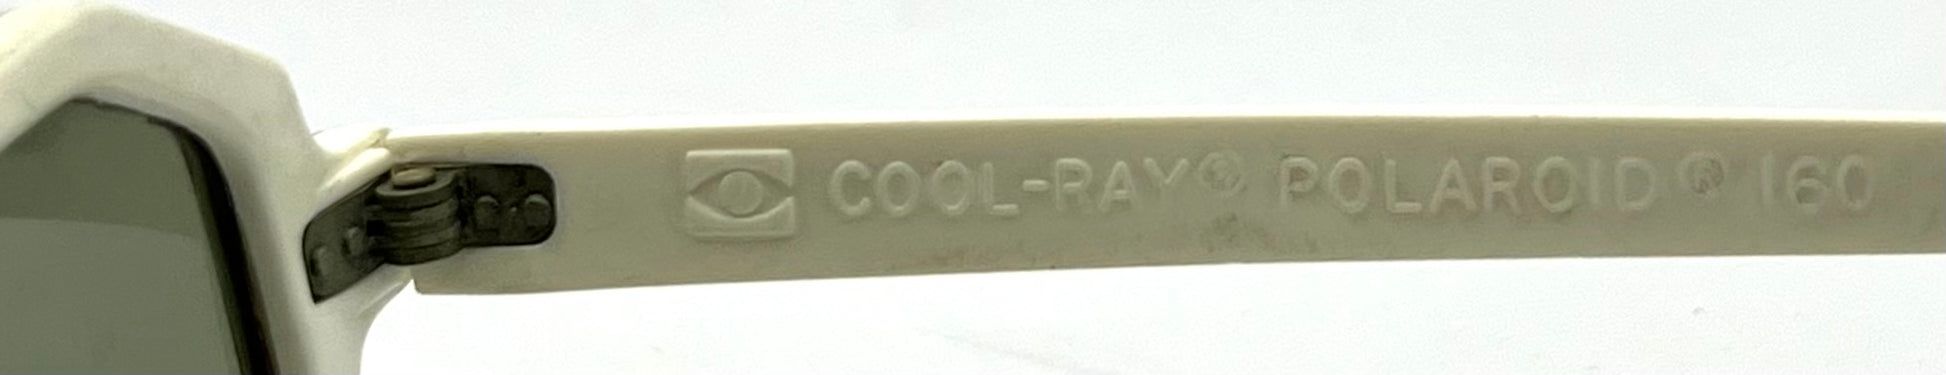 COOL-RAY® POLAROID® 160